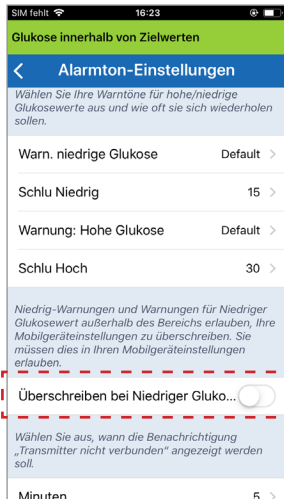 SIM fehlt 16:23
Glukose innerhalb von Zielwerten
Alarmton-Einstellungen
Wählen Sie Ihre Warntöne für hohe/niedrige
Glukosewerte aus und wie oft sie sich wiederholen
sollen.
Warn. niedrige Glukose Default
Schlu Niedrig 15
Warnung: Hohe Glukose Default
Schlu Hoch 30
Niedrig-Warnungen und Warnungen für Niedriger
Glukosewert außerhalb des Bereichs erlauben, Ihre
Mobilgeräteinstellungen zu überschreiben. Sie
müssen dies in Ihren Mobilgeräteinstellungen
erlauben.
Überschreiben bei Niedriger Gluko...
Wählen Sie aus, wann die Benachrichtigung
„Transmitter nicht verbunden" angezeigt werden
soll.
Minuten 5